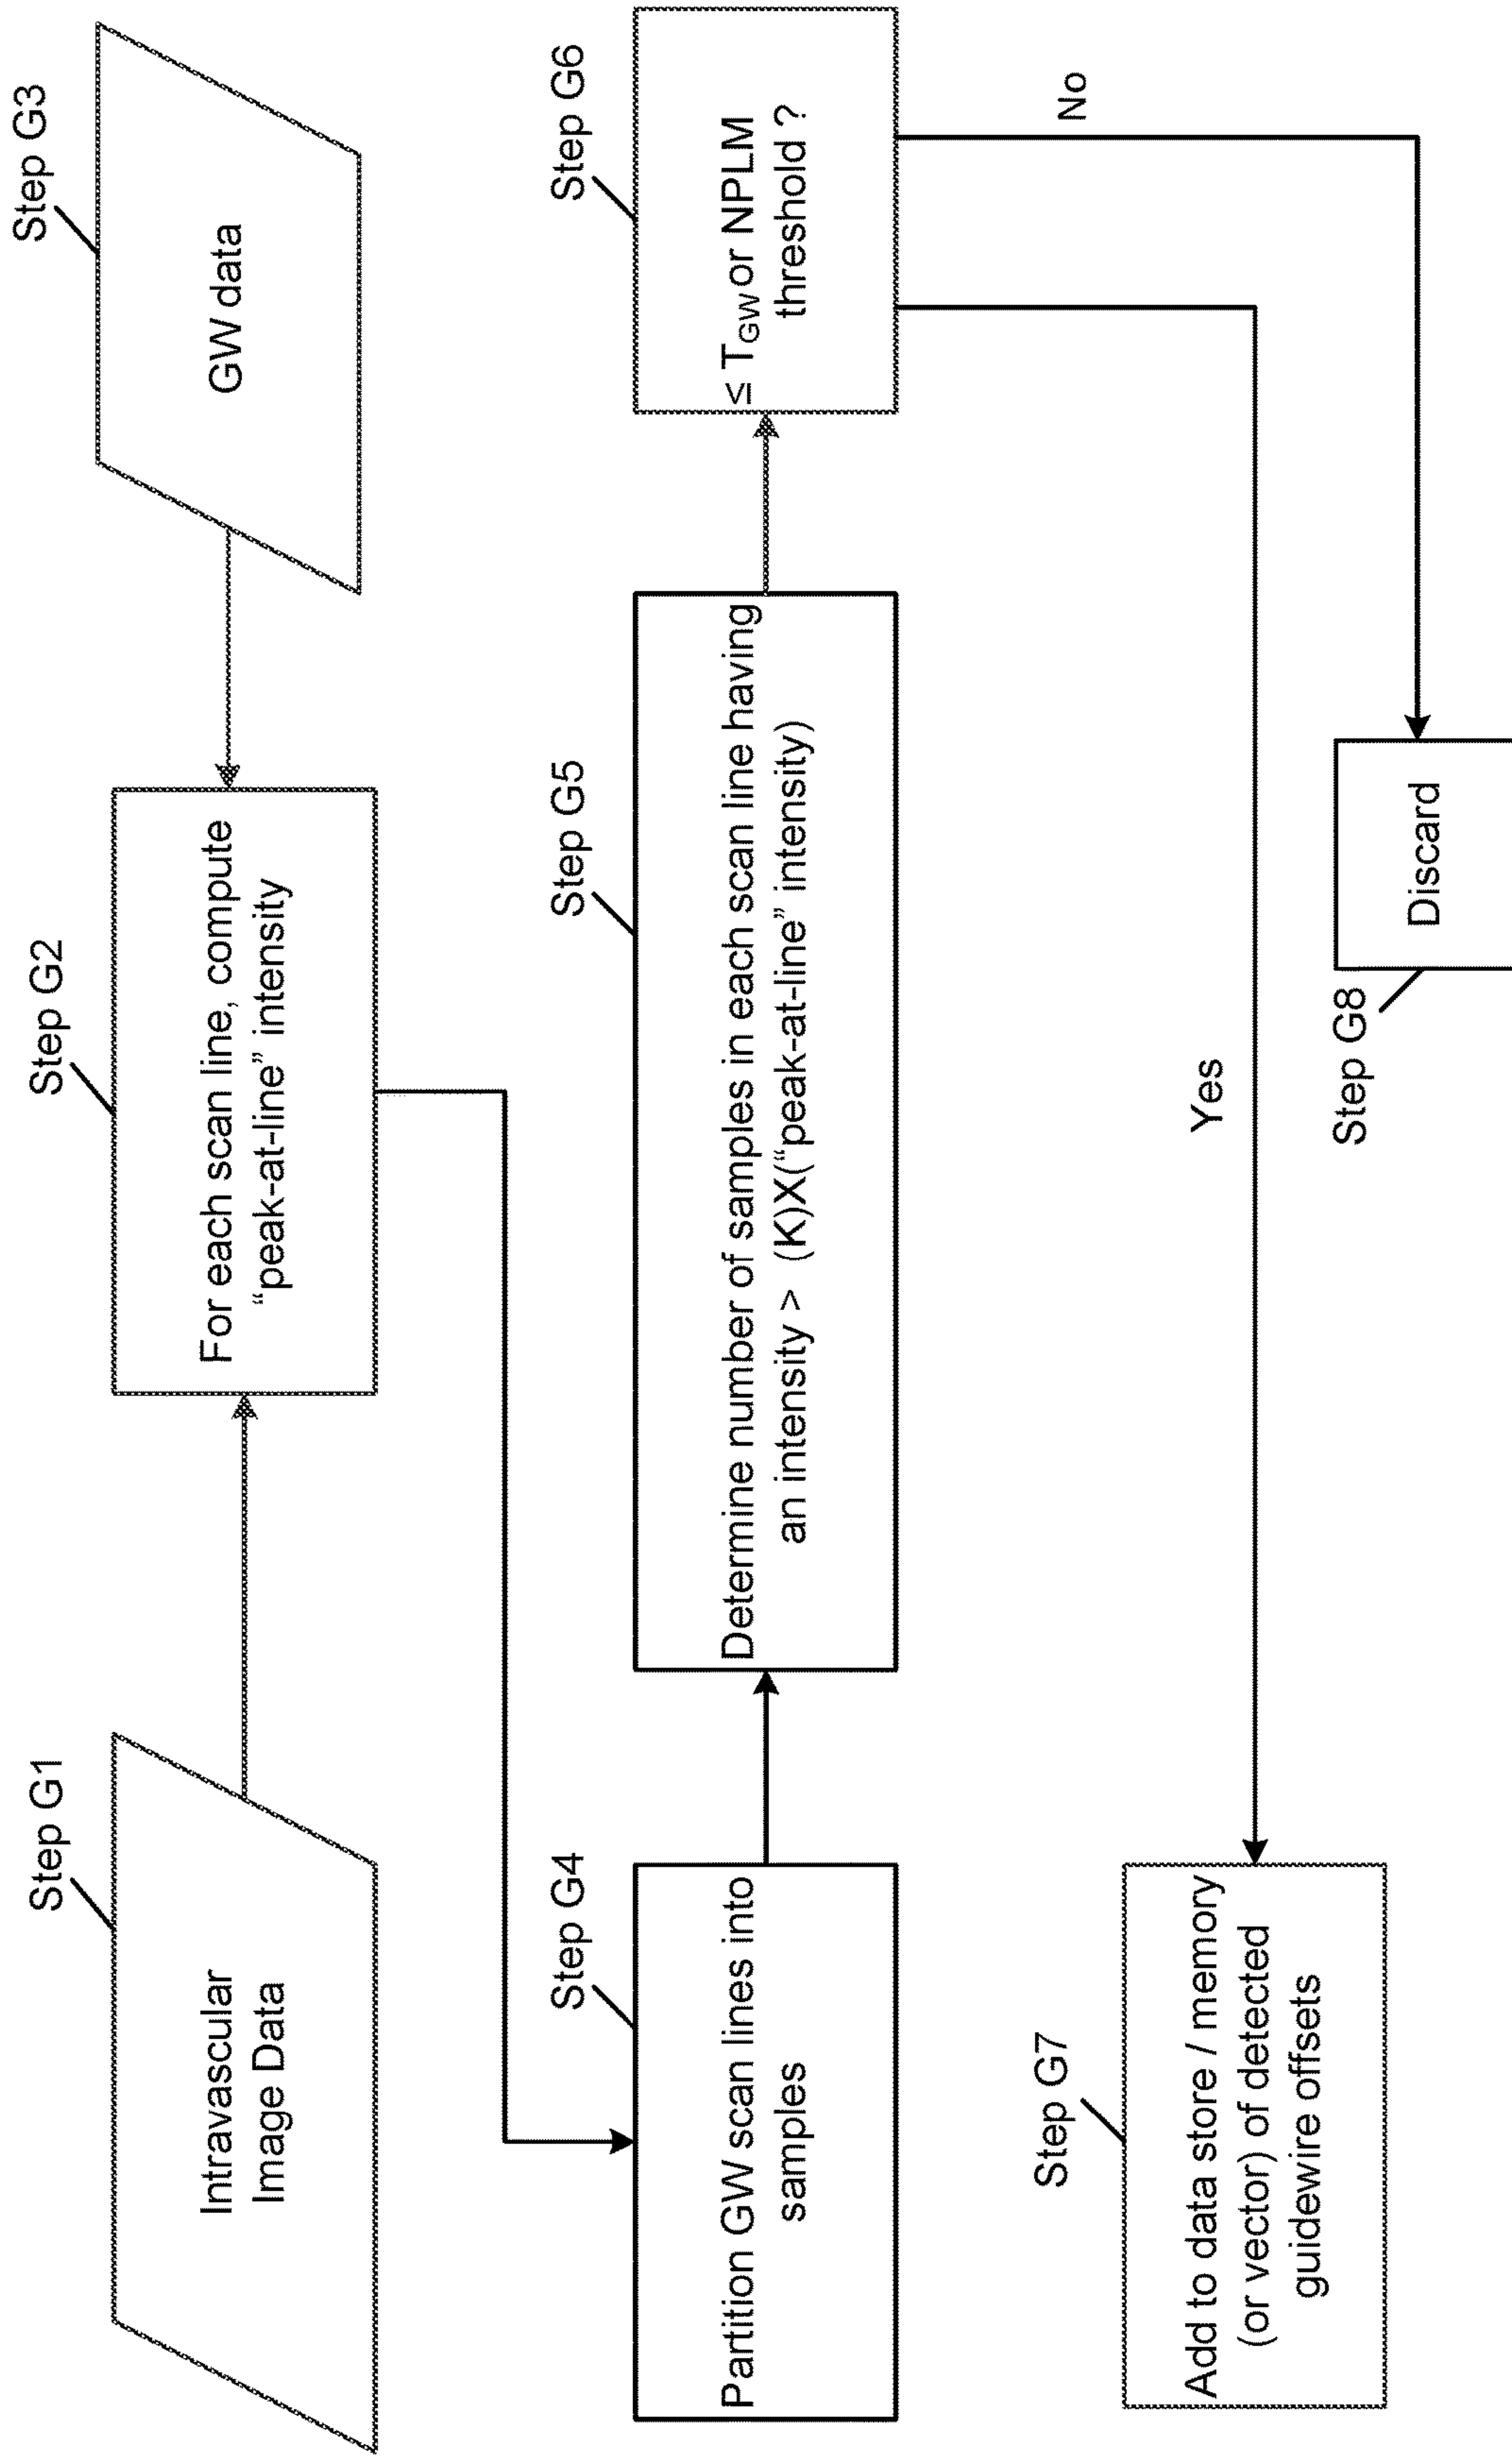 Step G1
Intravascular
Image Data
Step G2
For each scan line, compute
“peak-at-line” intensity
Step G3
GW data
Step G4
Partition GW scan lines into
samples
Step G5
Determine number of samples in each scan line having
an intensity > (K)X(“peak-at-line” intensity)
Step G6
≤ TGW or NPLM
threshold ?
No
Yes
Step G7
Add to data store / memory
(or vector) of detected
guidewire offsets
Step G8
Discard